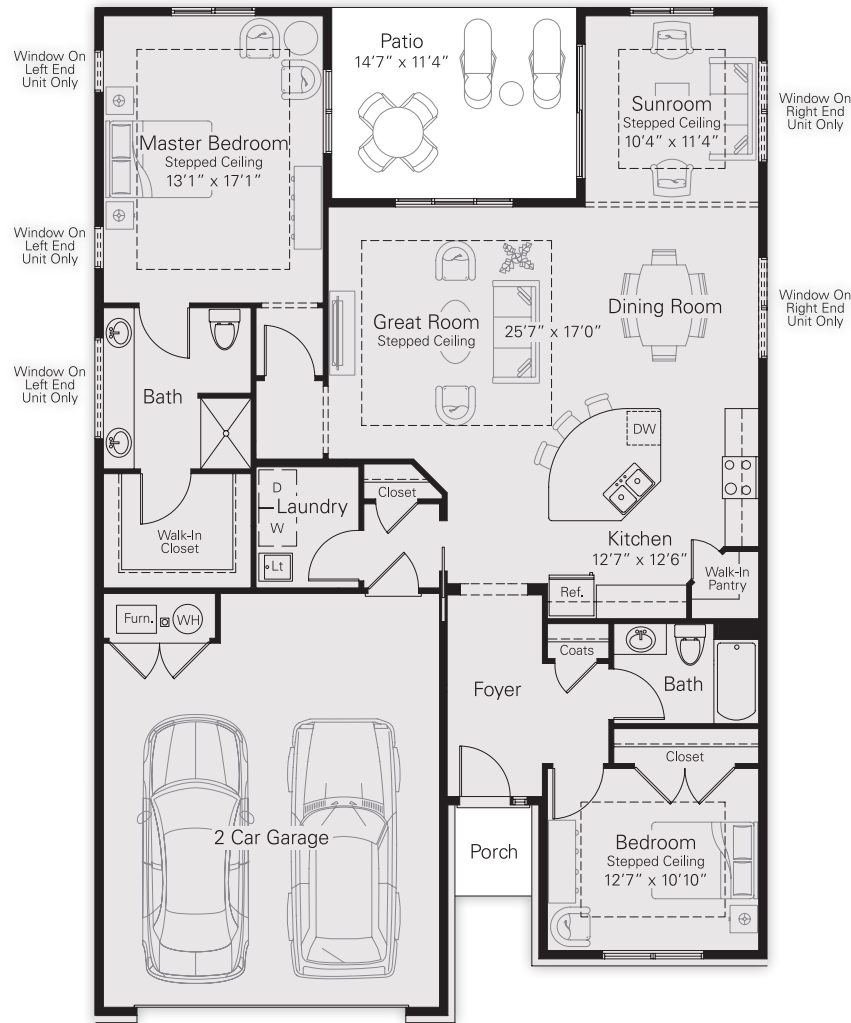 Patio
14'7" x 11'4"
Window On
Left End
Unit Only
Sunroom
Stepped Ceiling
10'4" x 11'4"
Window On
Right End
Unit Only
Master Bedroom
Stepped Ceiling
13'1" x 17'1"
Window On
Left End
Unit Only
Window On
Right End
Unit Only
Great Room
Stepped Ceiling
25'7" x 17'0"
Dining Room
Window On
Left End
Unit Only
Bath
DW
D
W
Laundry
Lt
Closet
Walk-In
Closet
Kitchen
12'7" x 12'6"
Walk-In
Pantry
Ref.
Furn.
WH
Coats
Foyer
Bath
Closet
2 Car Garage
Porch
Bedroom
Stepped Ceiling
12'7" x 10'10"